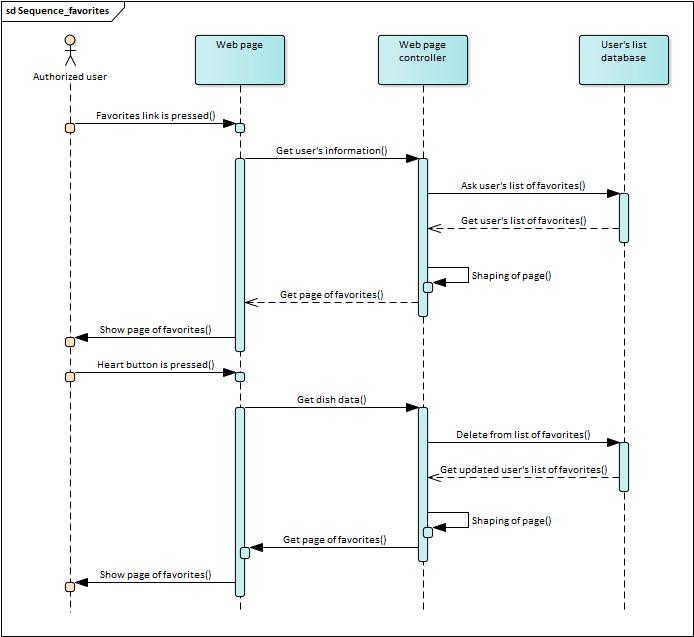 sd Sequence_favorites
Authorized user
Web page
Web page
controller
User's list
database
Favorites link is pressed()
Get user's information()
Ask user's list of favorites()
Get user's list of favorites()
Shaping of page()
Get page of favorites()
Show page of favorites()
Heart button is pressed()
Get dish data()
Delete from list of favorites()
Get updated user's list of favorites()
Shaping of page()
Get page of favorites()
Show page of favorites()